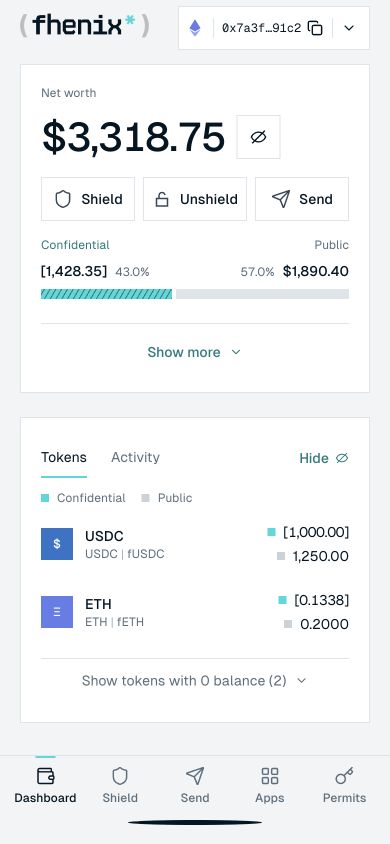 (fhenix*)
0x7a3f…91c2
Net worth
$3,318.75
Shield
Unshield
Send
Confidential
Public
[1,428.35] 43.0%
57.0% $1,890.40
Show more
Tokens
Activity
Hide
Confidential
Public
$
USDC
USDC | fUSDC
[1,000.00]
1,250.00
Ξ
ETH
ETH | fETH
[0.1338]
0.2000
Show tokens with 0 balance (2)
Dashboard
Shield
Send
Apps
Permits